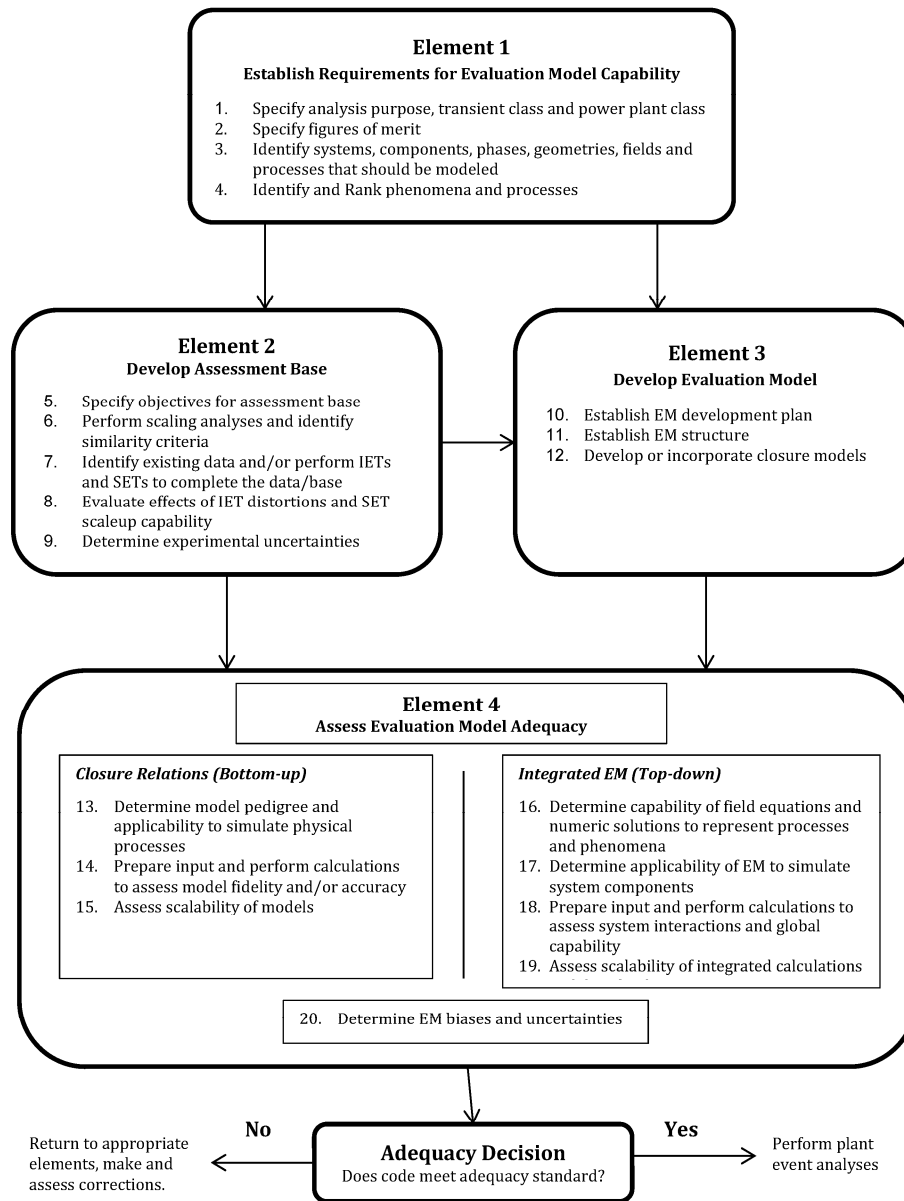 Element 1
Establish Requirements for Evaluation Model Capability
1. Specify analysis purpose, transient class and power plant class
2. Specify figures of merit
3. Identify systems, components, phases, geometries, fields and
processes that should be modeled
4. Identify and Rank phenomena and processes
Element 2
Develop Assessment Base
5. Specify objectives for assessment base
6. Perform scaling analyses and identify
similarity criteria
7. Identify existing data and/or perform IETs
and SETs to complete the data/base
8. Evaluate effects of IET distortions and SET
scaleup capability
9. Determine experimental uncertainties
Element 3
Develop Evaluation Model
10. Establish EM development plan
11. Establish EM structure
12. Develop or incorporate closure models
Element 4
Assess Evaluation Model Adequacy
Closure Relations (Bottom-up)
13. Determine model pedigree and
applicability to simulate physical
processes
14. Prepare input and perform calculations
to assess model fidelity and/or accuracy
15. Assess scalability of models
Integrated EM (Top-down)
16. Determine capability of field equations and
numeric solutions to represent processes
and phenomena
17. Determine applicability of EM to simulate
system components
18. Prepare input and perform calculations to
assess system interactions and global
capability
19. Assess scalability of integrated calculations
20. Determine EM biases and uncertainties
No
Return to appropriate
elements, make and
assess corrections.
Adequacy Decision
Does code meet adequacy standard?
Yes
Perform plant
event analyses